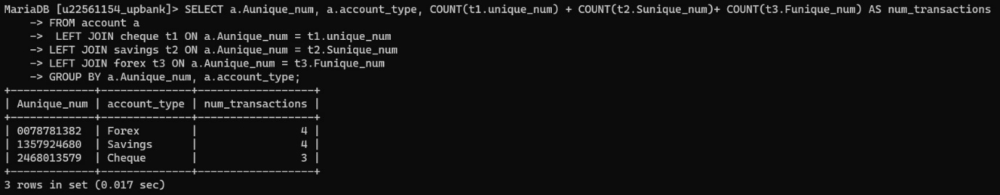 MariaDB [u22561154_upbank]> SELECT a.Aunique_num, a.account_type, COUNT(t1.unique_num) + COUNT(t2.Sunique_num)+ COUNT(t3.Funique_num) AS num_transactions
    -> FROM account a
    ->  LEFT JOIN cheque t1 ON a.Aunique_num = t1.unique_num
    -> LEFT JOIN savings t2 ON a.Aunique_num = t2.Sunique_num
    -> LEFT JOIN forex t3 ON a.Aunique_num = t3.Funique_num
    -> GROUP BY a.Aunique_num, a.account_type;
+-------------+--------------+------------------+
| Aunique_num | account_type | num_transactions |
+-------------+--------------+------------------+
| 0078781382  | Forex        |                4 |
| 1357924680  | Savings      |                4 |
| 2468013579  | Cheque       |                3 |
+-------------+--------------+------------------+
3 rows in set (0.017 sec)